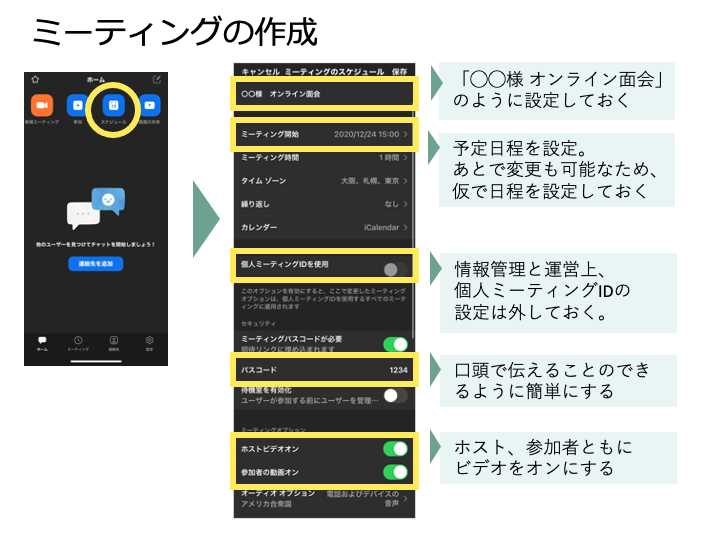 ミーティングの作成
ホーム
新規ミーティング
参加
スケジュール
画面の共有
他のユーザーを見つけてチャットを開始しましょう!
連絡先を追加
ホーム
ミーティング
連絡先
設定
キャンセル ミーティングのスケジュール 保存
〇〇様 オンライン面会
ミーティング開始 2020/12/24 15:00
ミーティング時間 1 時間
タイム ゾーン 大阪、札幌、東京
繰り返し なし
カレンダー iCalendar
個人ミーティングIDを使用
このオプションを有効にすると、ここで変更したミーティング
オプションは、個人ミーティングIDを使用するすべてのミーテ
ィングに適用されます
セキュリティ
ミーティングパスコードが必要
招待リンクに埋め込まれます
パスコード 1234
待機室を有効化
ユーザーが参加する前にユーザーを管理…
ミーティングオプション
ホストビデオオン
参加者の動画オン
オーディオ オプション 電話およびデバイスの
アメリカ合衆国 音声
「〇〇様 オンライン面会」
のように設定しておく
予定日程を設定。
あとで変更も可能なため、
仮で日程を設定しておく
情報管理と運営上、
個人ミーティングIDの
設定は外しておく。
口頭で伝えることのでき
るように簡単にする
ホスト、参加者ともに
ビデオをオンにする